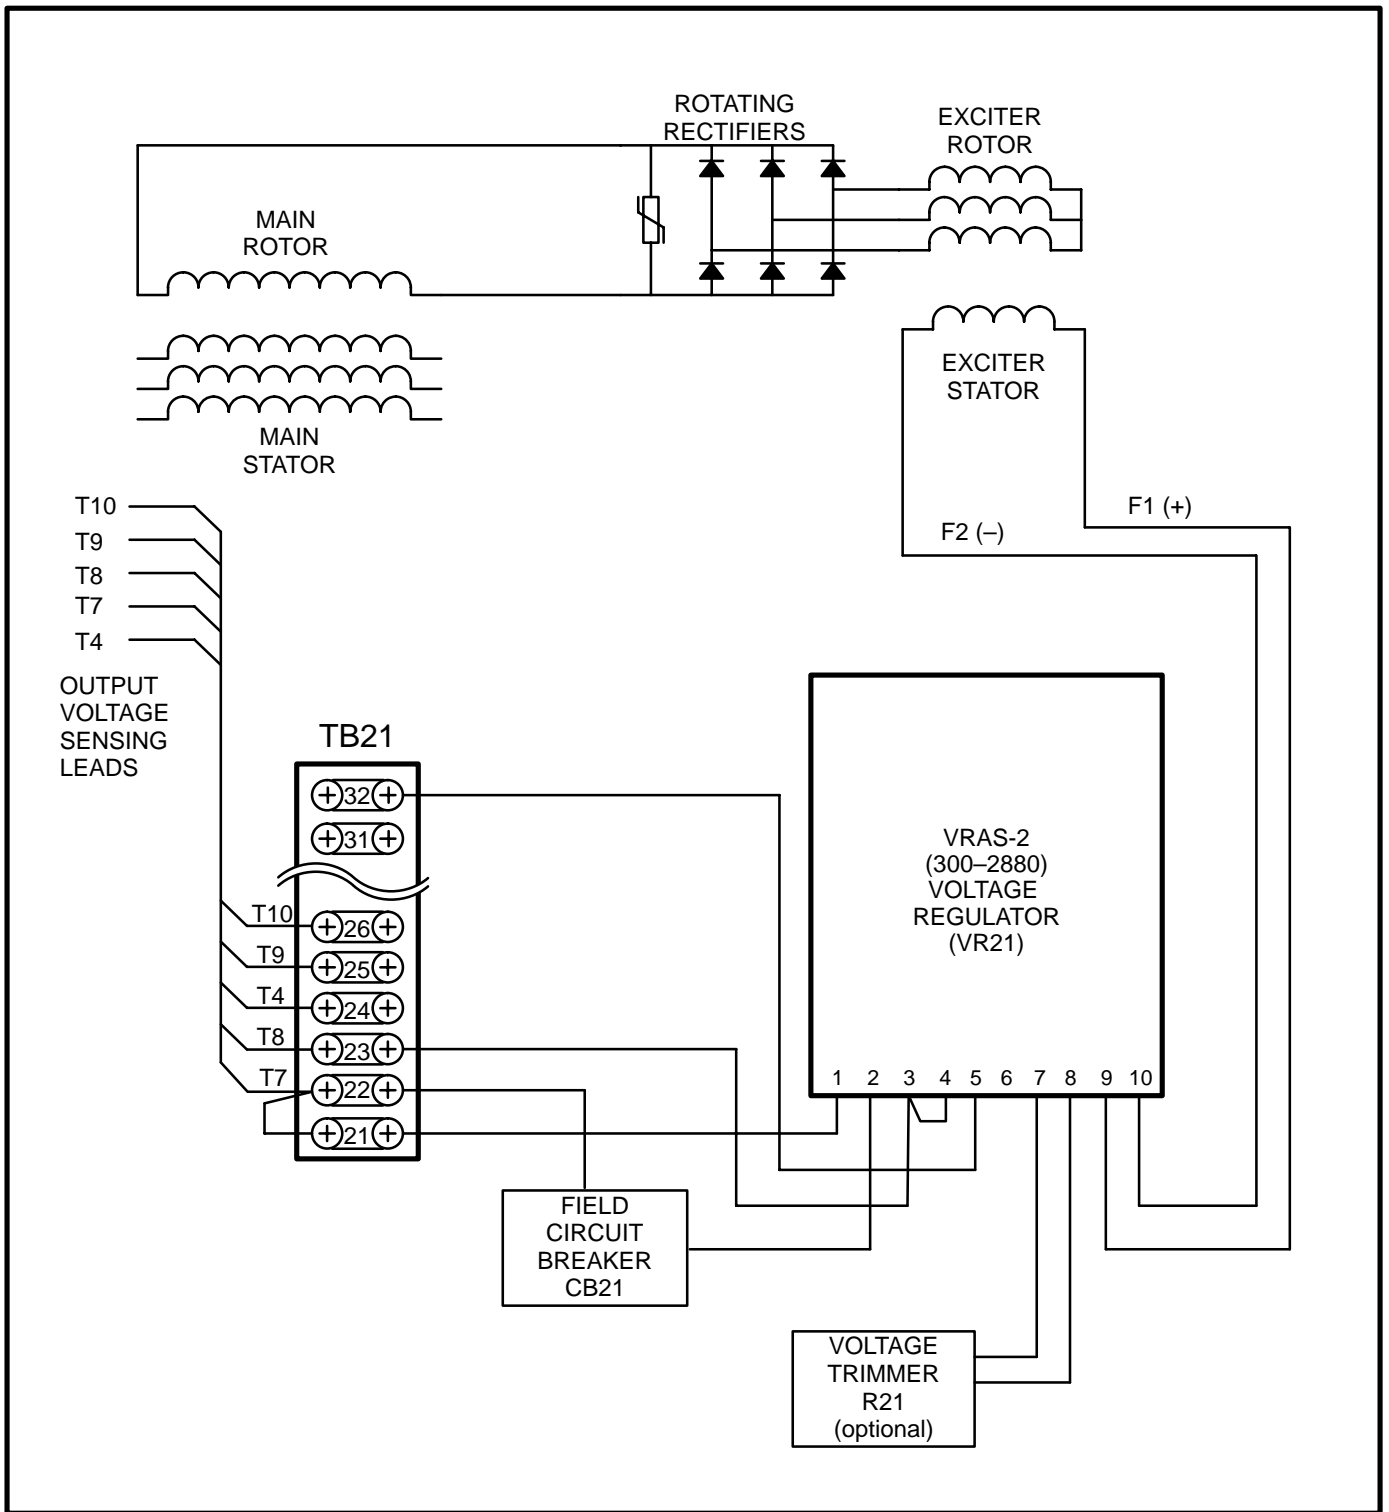 ROTATING
RECTIFIERS
EXCITER
ROTOR
MAIN
ROTOR
EXCITER
STATOR
MAIN
STATOR
T10
T9
T8
T7
T4
F1 (+)
F2 (–)
OUTPUT
VOLTAGE
SENSING
LEADS
TB21
32
31
T10
26
T9
25
T4
24
T8
23
T7
22
21
VRAS-2
(300–2880)
VOLTAGE
REGULATOR
(VR21)
1 2 3 4 5 6 7 8 9 10
FIELD
CIRCUIT
BREAKER
CB21
VOLTAGE
TRIMMER
R21
(optional)